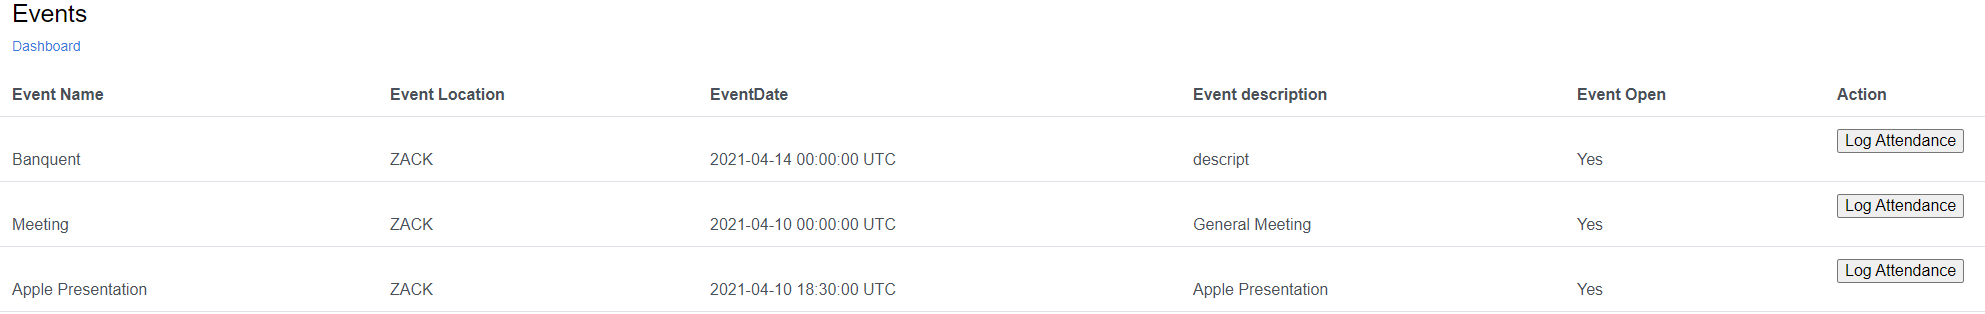 Events
Dashboard
Event Name Event Location EventDate Event description Event Open Action
Banquent ZACK 2021-04-14 00:00:00 UTC descript Yes Log Attendance
Meeting ZACK 2021-04-10 00:00:00 UTC General Meeting Yes Log Attendance
Apple Presentation ZACK 2021-04-10 18:30:00 UTC Apple Presentation Yes Log Attendance